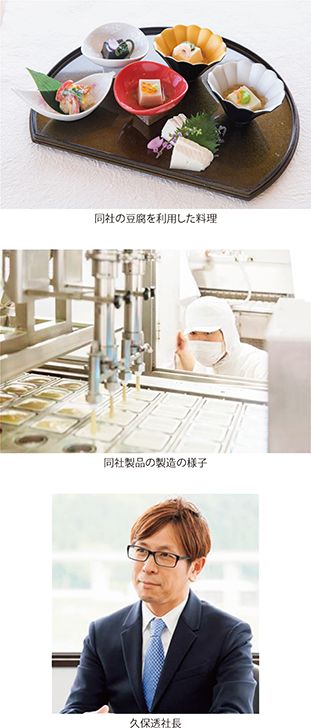 同社の豆腐を利用した料理
同社製品の製造の様子
久保透社長